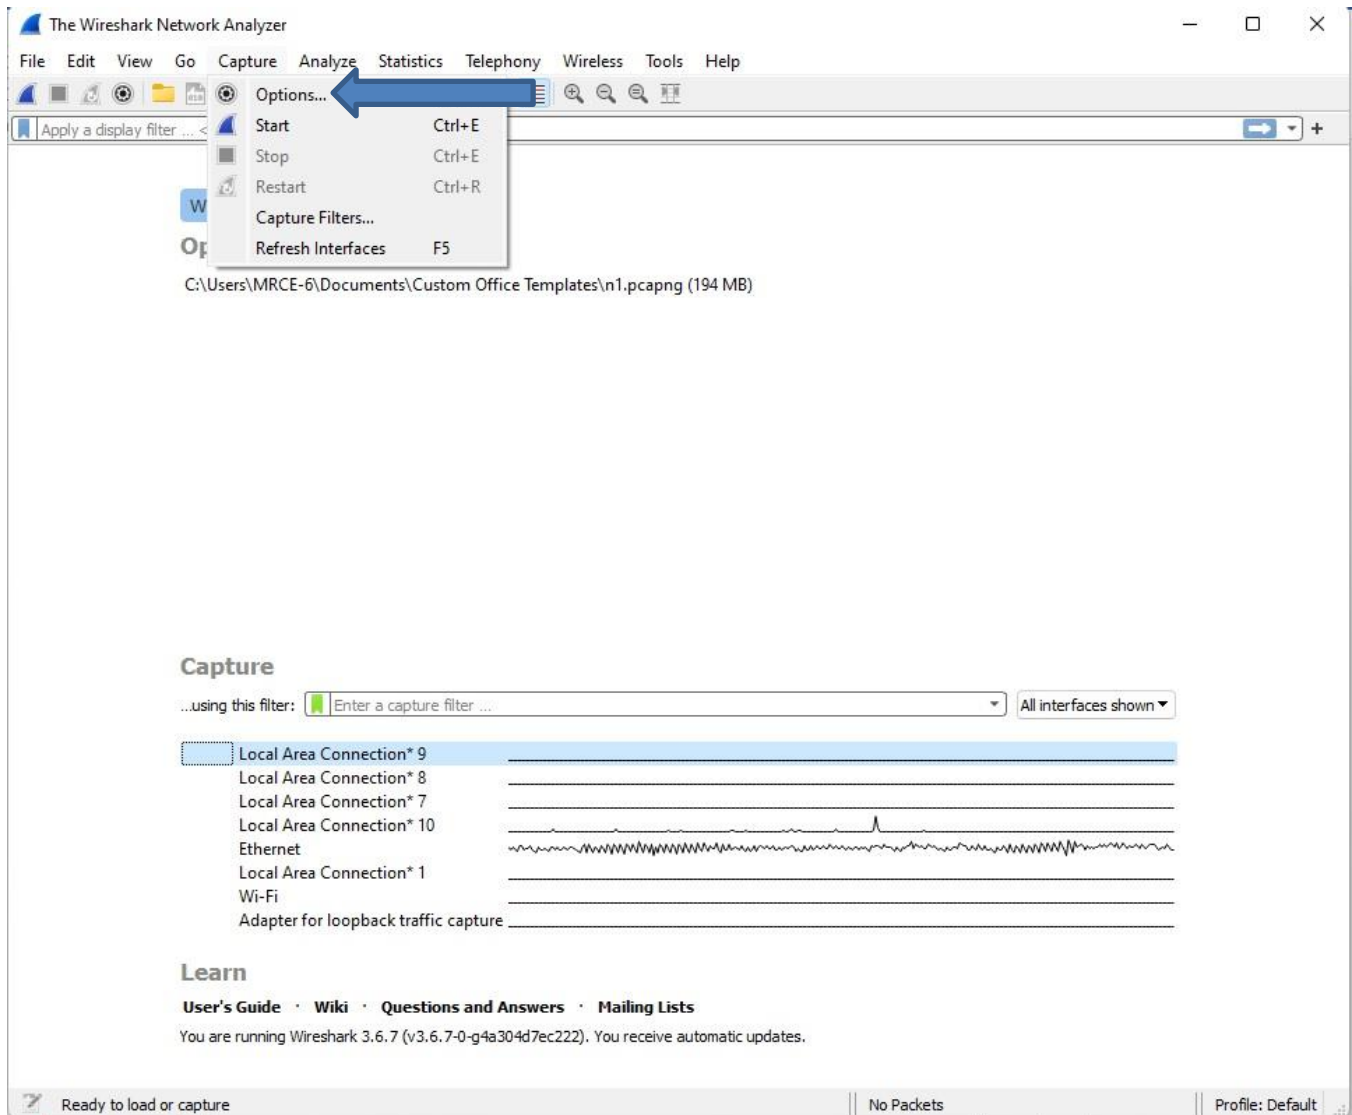 The Wireshark Network Analyzer
File Edit View Go Capture Analyze Statistics Telephony Wireless Tools Help
Options...
Apply a display filter ... <
Start Ctrl+E
Stop Ctrl+E
Restart Ctrl+R
W
Capture Filters...
Op
Refresh Interfaces F5
C:\Users\MRCE-6\Documents\Custom Office Templates\n1.pcapng (194 MB)
Capture
...using this filter: Enter a capture filter ... All interfaces shown
Local Area Connection* 9
Local Area Connection* 8
Local Area Connection* 7
Local Area Connection* 10
Ethernet
Local Area Connection* 1
Wi-Fi
Adapter for loopback traffic capture
Learn
User's Guide · Wiki · Questions and Answers · Mailing Lists
You are running Wireshark 3.6.7 (v3.6.7-0-g4a304d7ec222). You receive automatic updates.
Ready to load or capture No Packets Profile: Default